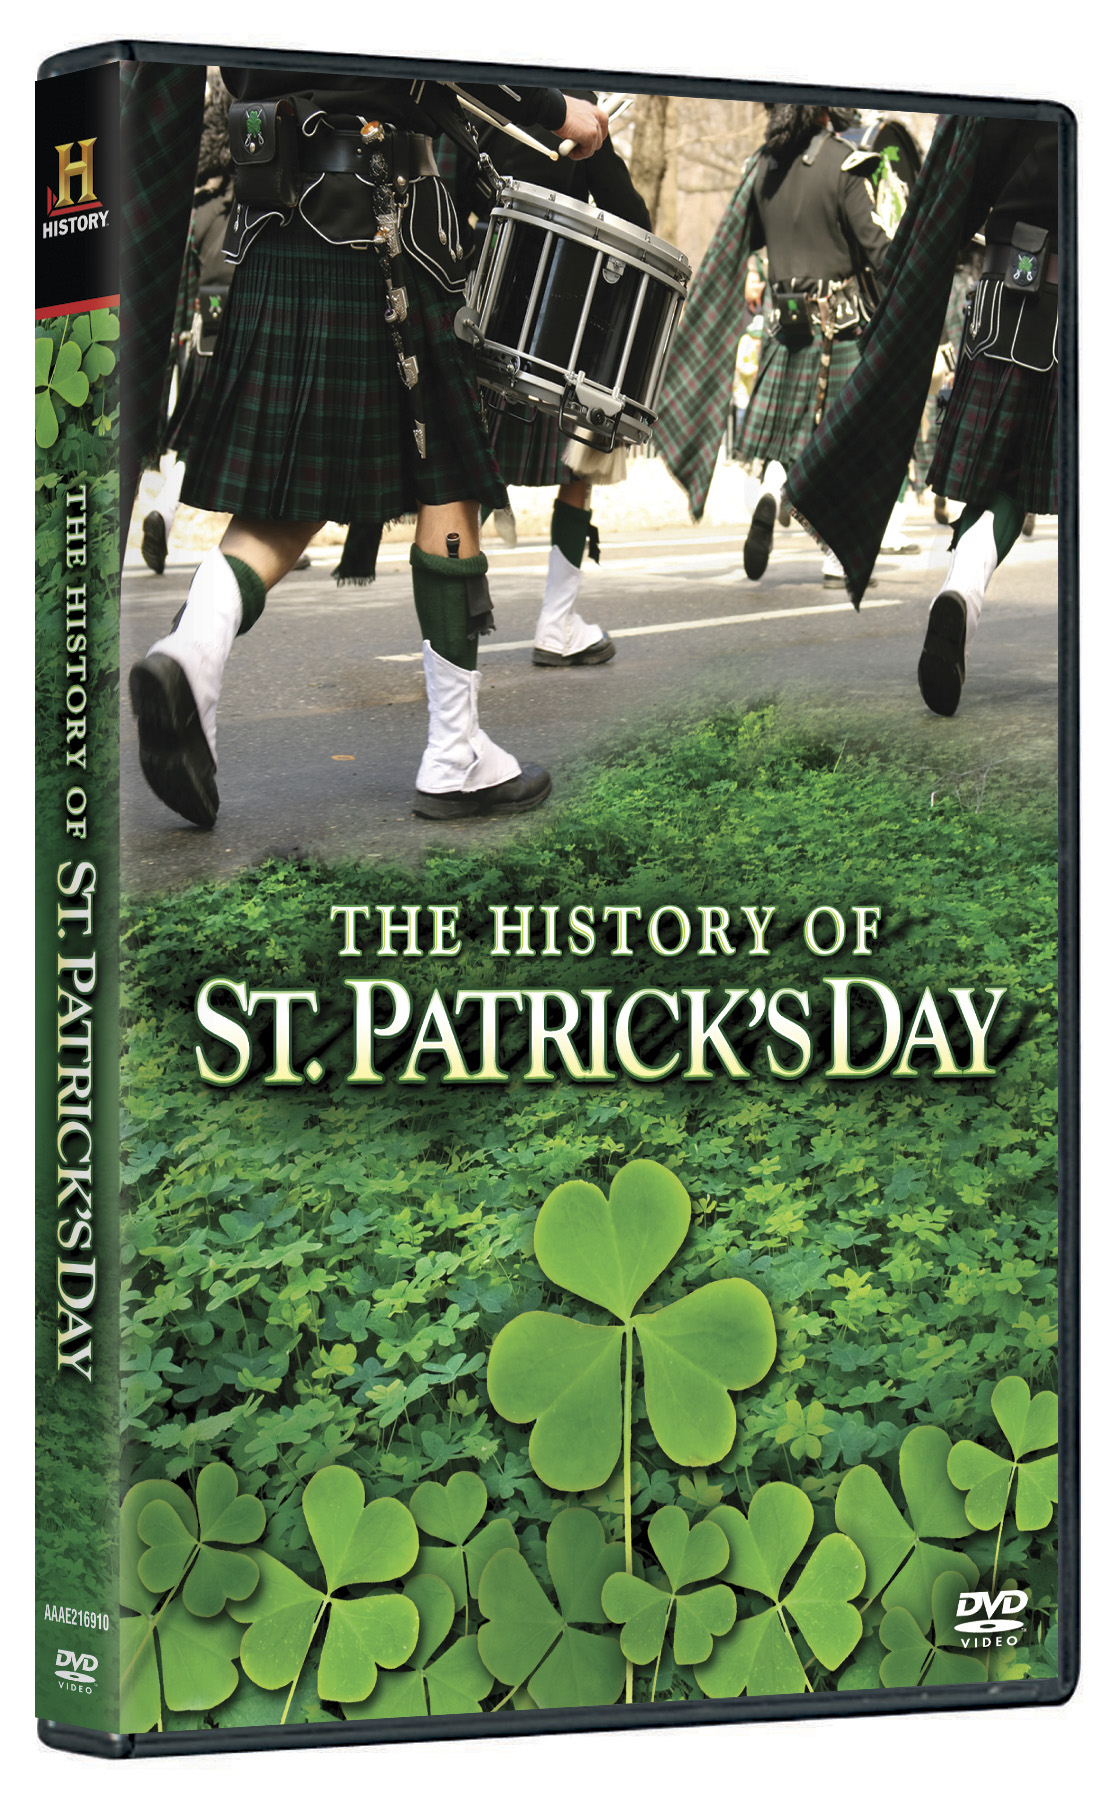 H
HISTORY
THE HISTORY OF ST. PATRICK'S DAY
AAAE216910
DVD
VIDEO
THE HISTORY OF
ST. PATRICK'S DAY
DVD
VIDEO